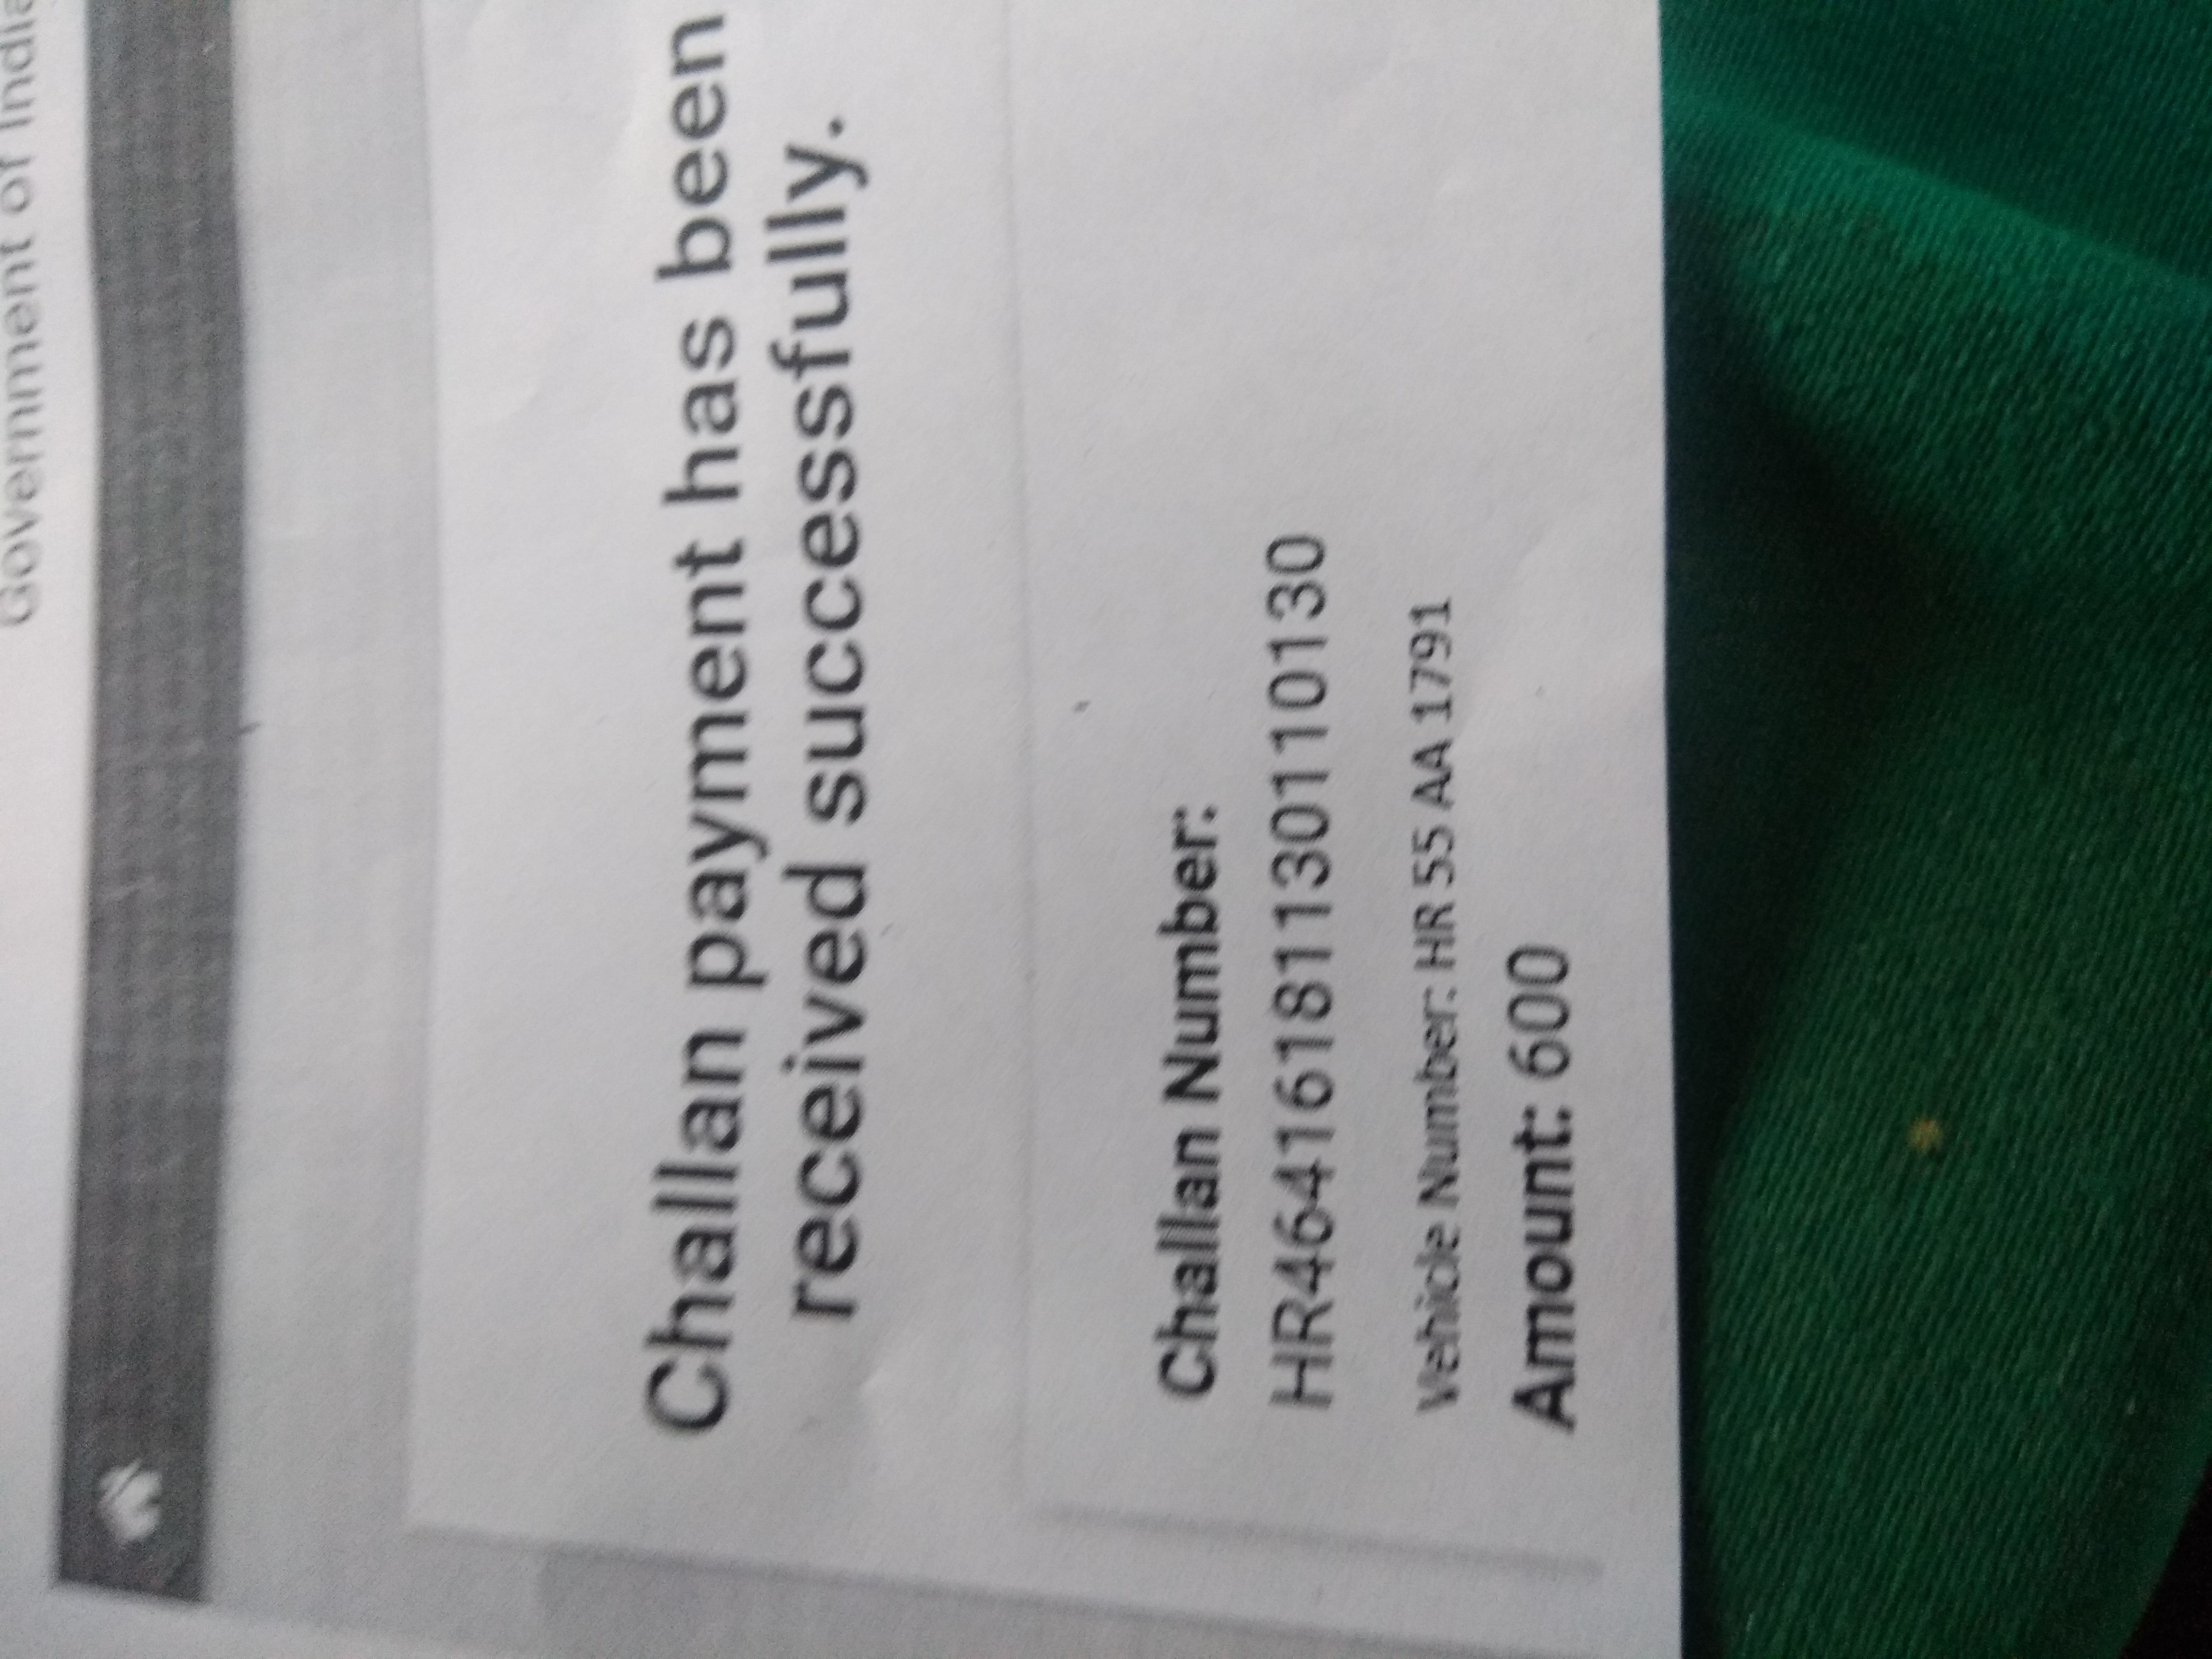 Government of India
Challan payment has been
received successfully.
Challan Number:
HR46416181130110130
Vehicle Number: HR 55 AA 1791
Amount: 600